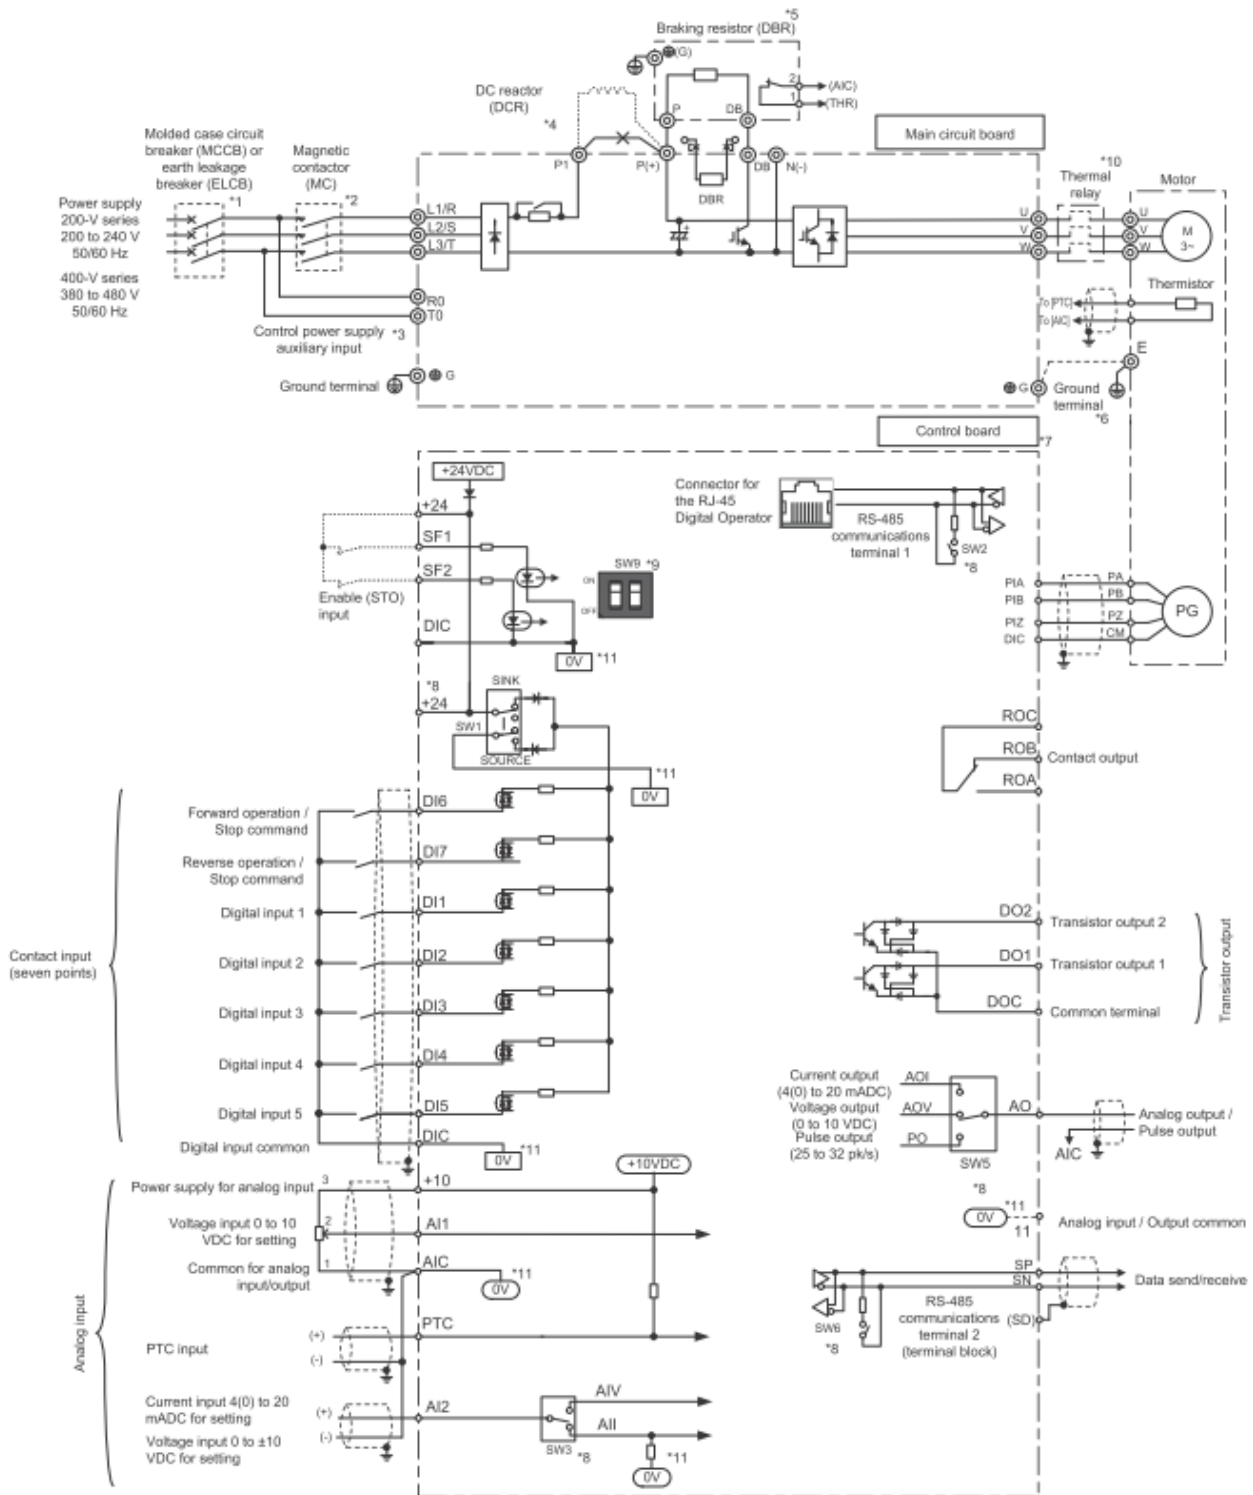 *5
Braking resistor (DBR)
(G)
DC reactor
(DCR)
*4
2
(AIC)
1
(THR)
P
DB
Main circuit board
Molded case circuit
breaker (MCCB) or
earth leakage
breaker (ELCB)
*1
Magnetic
contactor
(MC)
*2
P1
P(+)
DB
N(-)
DBR
*10
Thermal
relay
Motor
Power supply
200-V series
200 to 240 V
50/60 Hz
400-V series
380 to 480 V
50/60 Hz
L1/R
L2/S
L3/T
U
V
W
U
V
W
M
3~
R0
T0
Control power supply
auxiliary input
*3
Thermistor
To [PTC]
To [AIC]
Ground terminal
G
G
E
Ground
terminal
*6
Control board
*7
+24VDC
+24
SF1
SF2
Enable (STO)
input
DIC
0V
*11
SW9
*9
ON
OFF
Connector for
the RJ-45
Digital Operator
RS-485
communications
terminal 1
SW2
*8
PIA
PIB
PIZ
DIC
PA
PB
PZ
CM
PG
*8
+24
SINK
SW1
SOURCE
*11
0V
ROC
ROB
ROA
Contact output
Contact input
(seven points)
Forward operation /
Stop command
DI6
Reverse operation /
Stop command
DI7
Digital input 1
DI1
Digital input 2
DI2
Digital input 3
DI3
Digital input 4
DI4
Digital input 5
DI5
Digital input common
DIC
0V
*11
DO2
Transistor output 2
DO1
Transistor output 1
DOC
Common terminal
Transistor output
Current output
(4(0) to 20 mADC)
Voltage output
(0 to 10 VDC)
Pulse output
(25 to 32 pk/s)
AOI
AOV
PO
SW5
*8
AO
Analog output /
Pulse output
AIC
0V
*11
11
Analog input / Output common
Analog input
Power supply for analog input
3
+10
+10VDC
Voltage input 0 to 10
VDC for setting
2
AI1
Common for analog
input/output
1
AIC
0V
*11
PTC input
(+)
(-)
PTC
Current input 4(0) to 20
mADC for setting
Voltage input 0 to ±10
VDC for setting
(+)
(-)
AI2
AIV
AII
SW3
*8
*11
0V
SP
SN
(SD)
Data send/receive
SW6
*8
RS-485
communications
terminal 2
(terminal block)